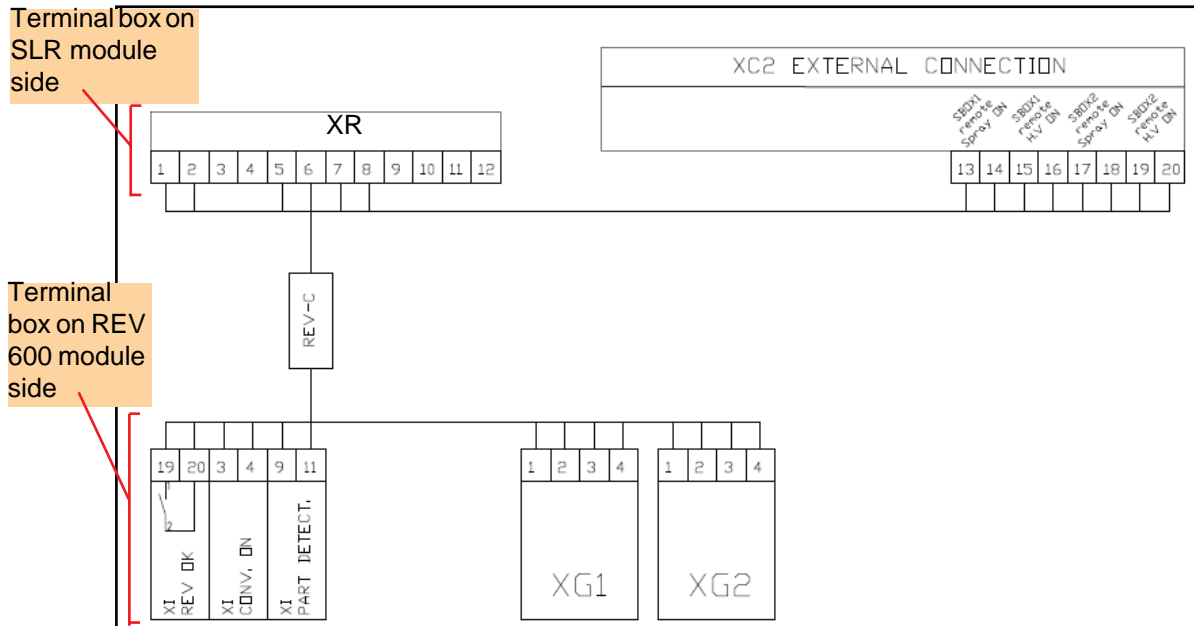 Terminal box on
SLR module
side
XC2 EXTERNAL CONNECTION
SBOX1
remote
Spray ON
SBOX1
remote
H.V ON
SBOX2
remote
Spray ON
SBOX2
remote
H.V ON
XR
1 2 3 4 5 6 7 8 9 10 11 12
13 14 15 16 17 18 19 20
REV-C
Terminal
box on REV
600 module
side
19 20 3 4 9 11
1 2 3 4
1 2 3 4
1
2
XI
REV OK
XI
CONV. ON
XI
PART DETECT.
XG1
XG2